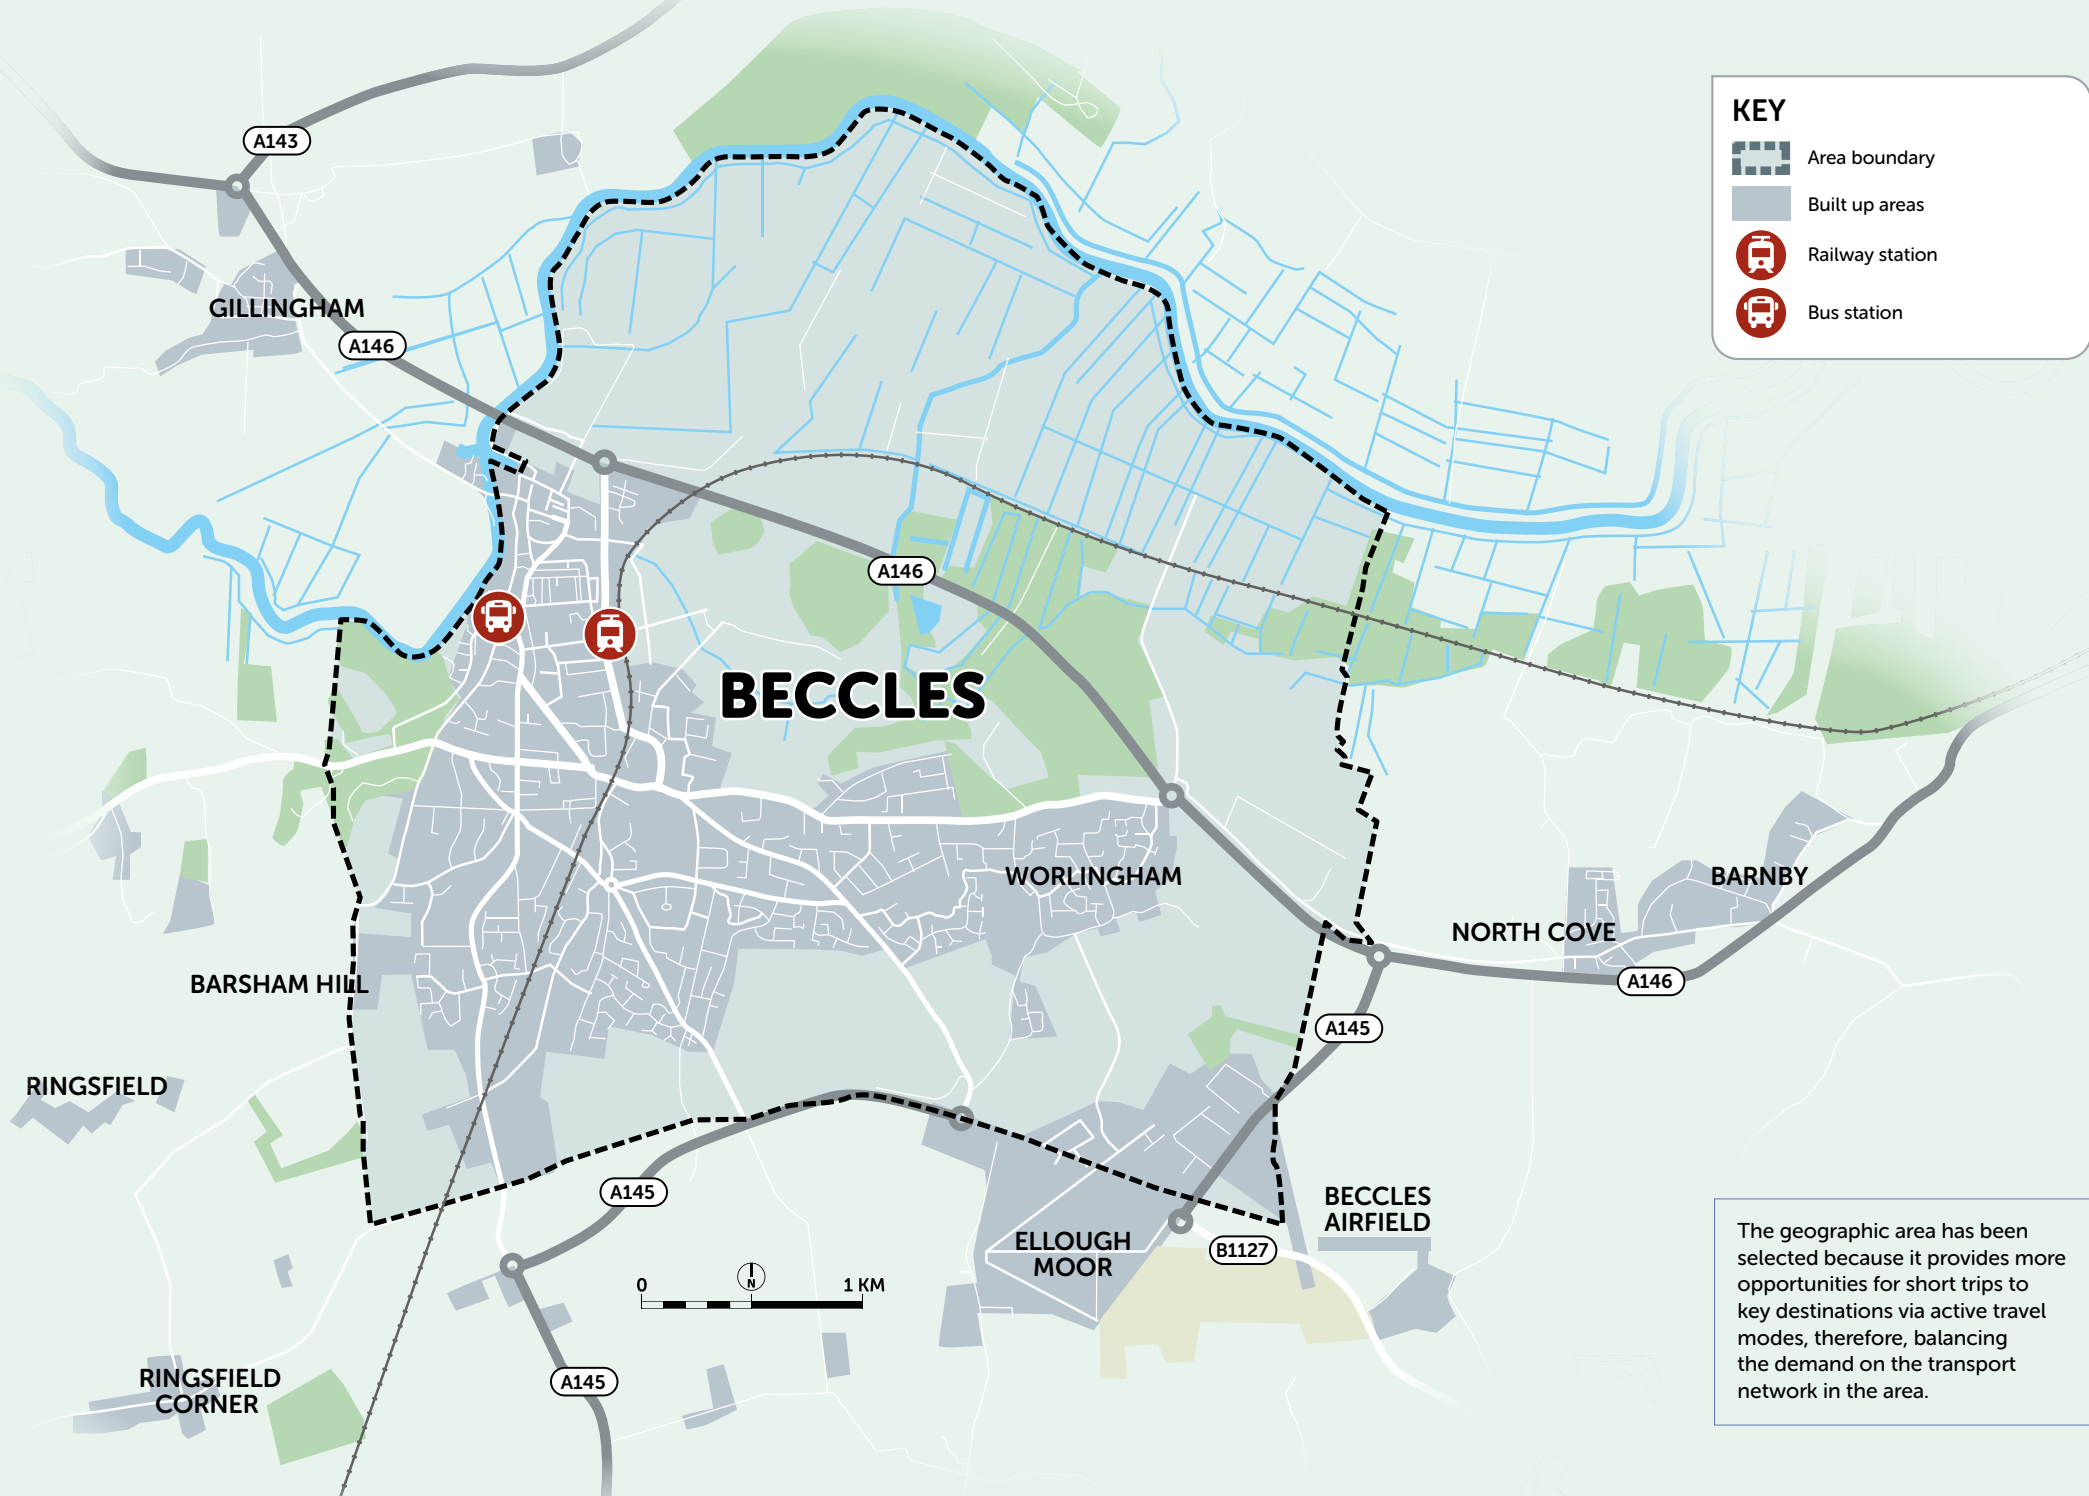 KEY
Area boundary
Built up areas
Railway station
Bus station
A143
GILLINGHAM
A146
A146
BECCLES
WORLINGHAM
BARNBY
NORTH COVE
A146
BARSHAM HILL
A145
RINGSFIELD
A145
BECCLES
AIRFIELD
ELLOUGH
MOOR
B1127
0
N
1 KM
RINGSFIELD
CORNER
A145
The geographic area has been
selected because it provides more
opportunities for short trips to
key destinations via active travel
modes, therefore, balancing
the demand on the transport
network in the area.